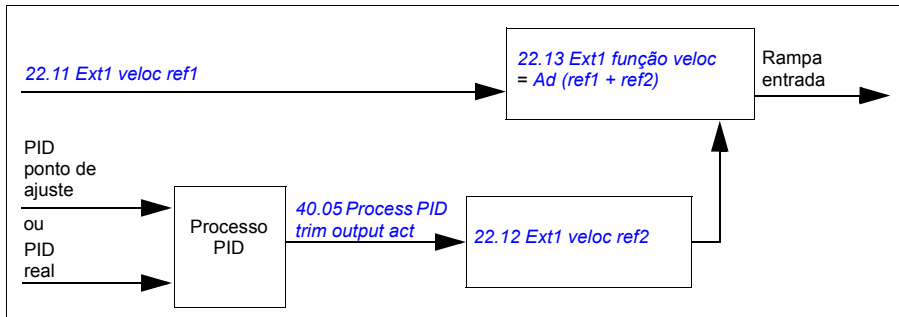 22.11 Ext1 veloc ref1
22.13 Ext1 função veloc
= Ad (ref1 + ref2)
Rampa
entrada
PID
ponto de
ajuste
ou
PID
real
Processo
PID
40.05 Process PID
trim output act
22.12 Ext1 veloc ref2